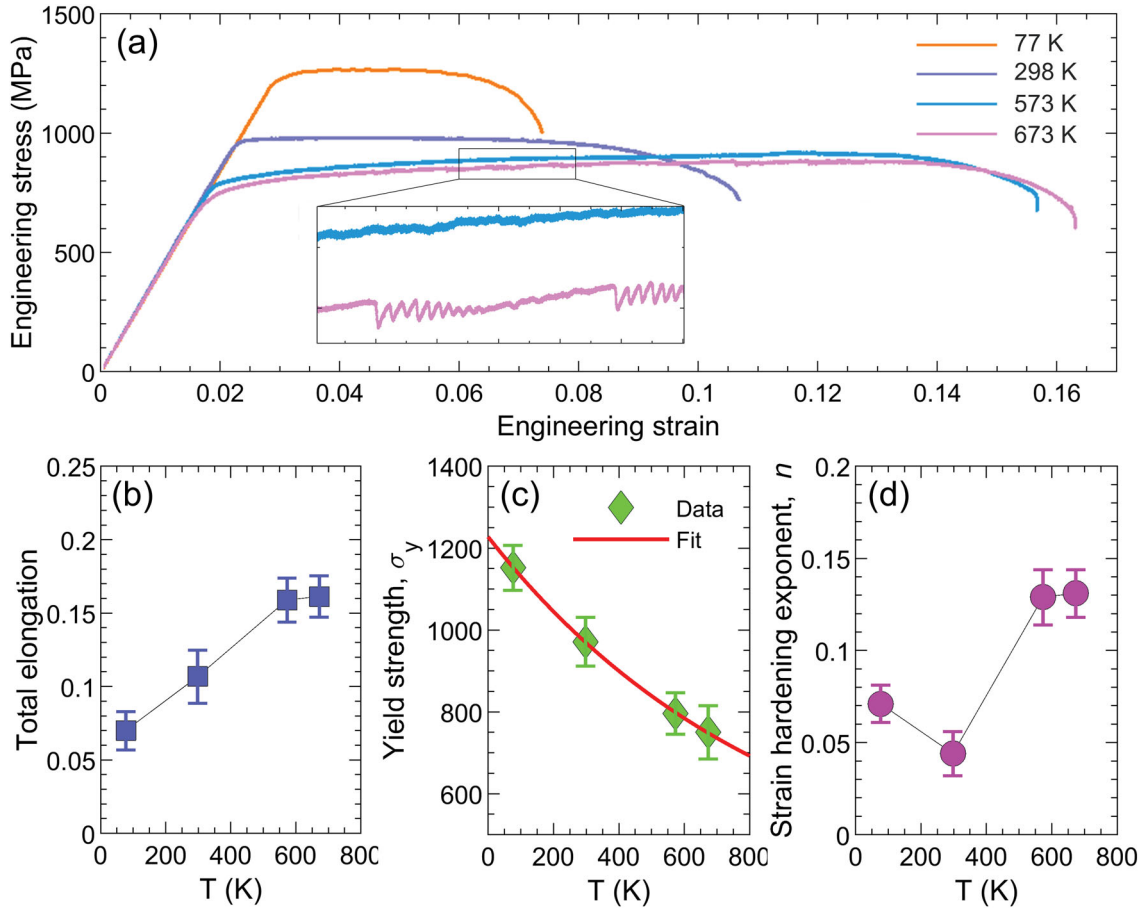 (a)
77 K
298 K
573 K
673 K
Engineering stress (MPa)
1500
1000
500
0
0 0.02 0.04 0.06 0.08 0.1 0.12 0.14 0.16
Engineering strain
(b)
Total elongation
0.25
0.2
0.15
0.1
0.05
0
0 200 400 600 800
T (K)
(c)
Data
Fit
Yield strength, σy
1400
1200
1000
800
600
0 200 400 600 800
T (K)
(d)
Strain hardening exponent, n
0.2
0.15
0.1
0.05
0
0 200 400 600 800
T (K)